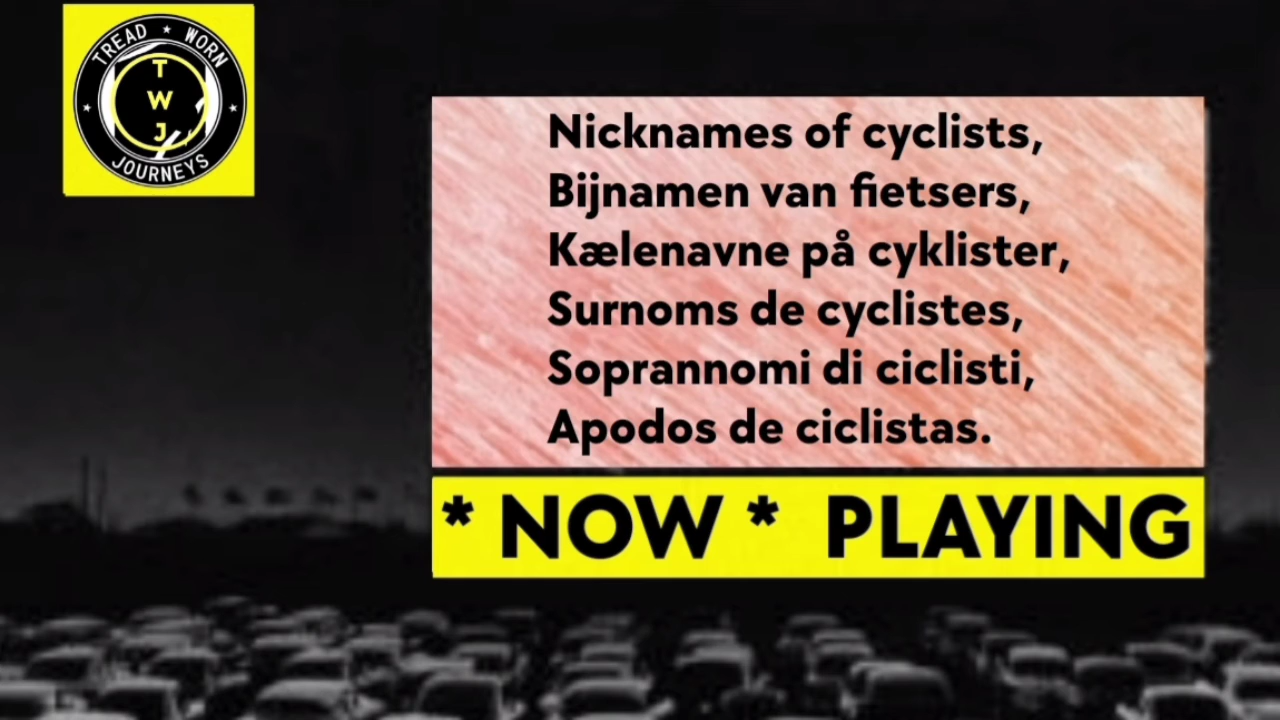 TREAD ★ WORN
T
W
J
JOURNEYS
Nicknames of cyclists,
Bijnamen van fietsers,
Kælenavne på cyklister,
Surnoms de cyclistes,
Soprannomi di ciclisti,
Apodos de ciclistas.
* NOW * PLAYING